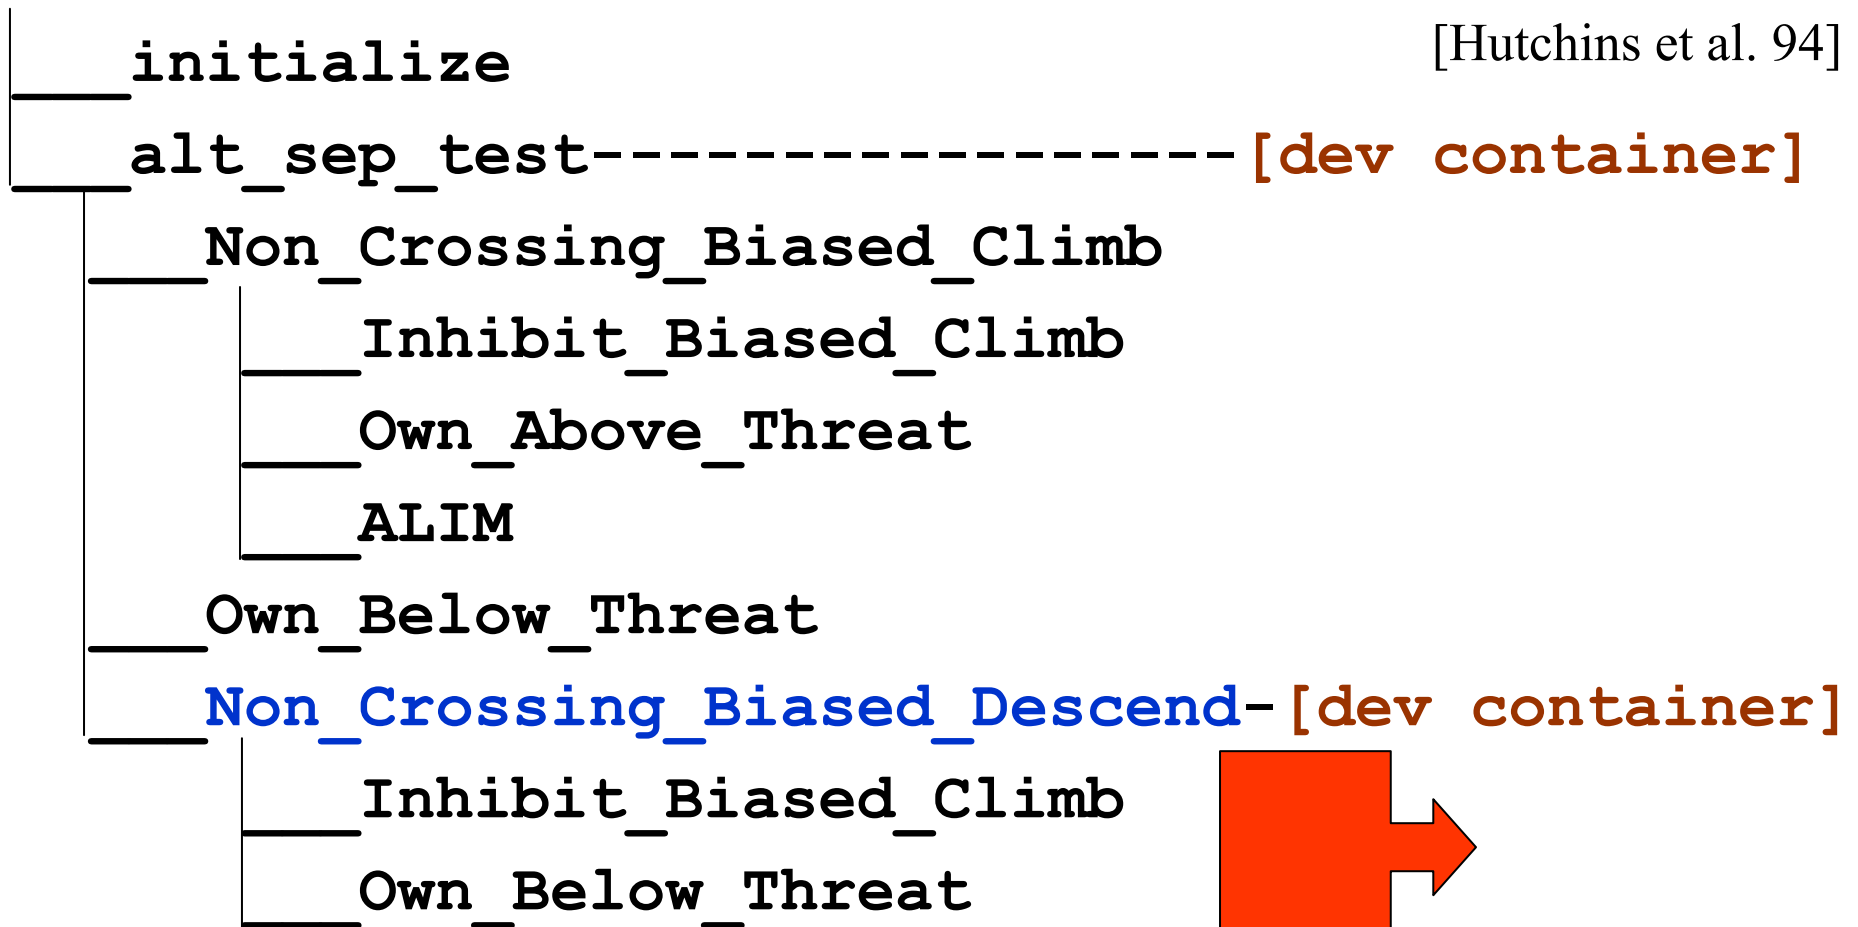 [Hutchins et al. 94]
initialize
alt_sep_test-----------------[dev container]
Non_Crossing_Biased_Climb
Inhibit_Biased_Climb
Own_Above_Threat
ALIM
Own_Below_Threat
Non_Crossing_Biased_Descend-[dev container]
Inhibit_Biased_Climb
Own_Below_Threat